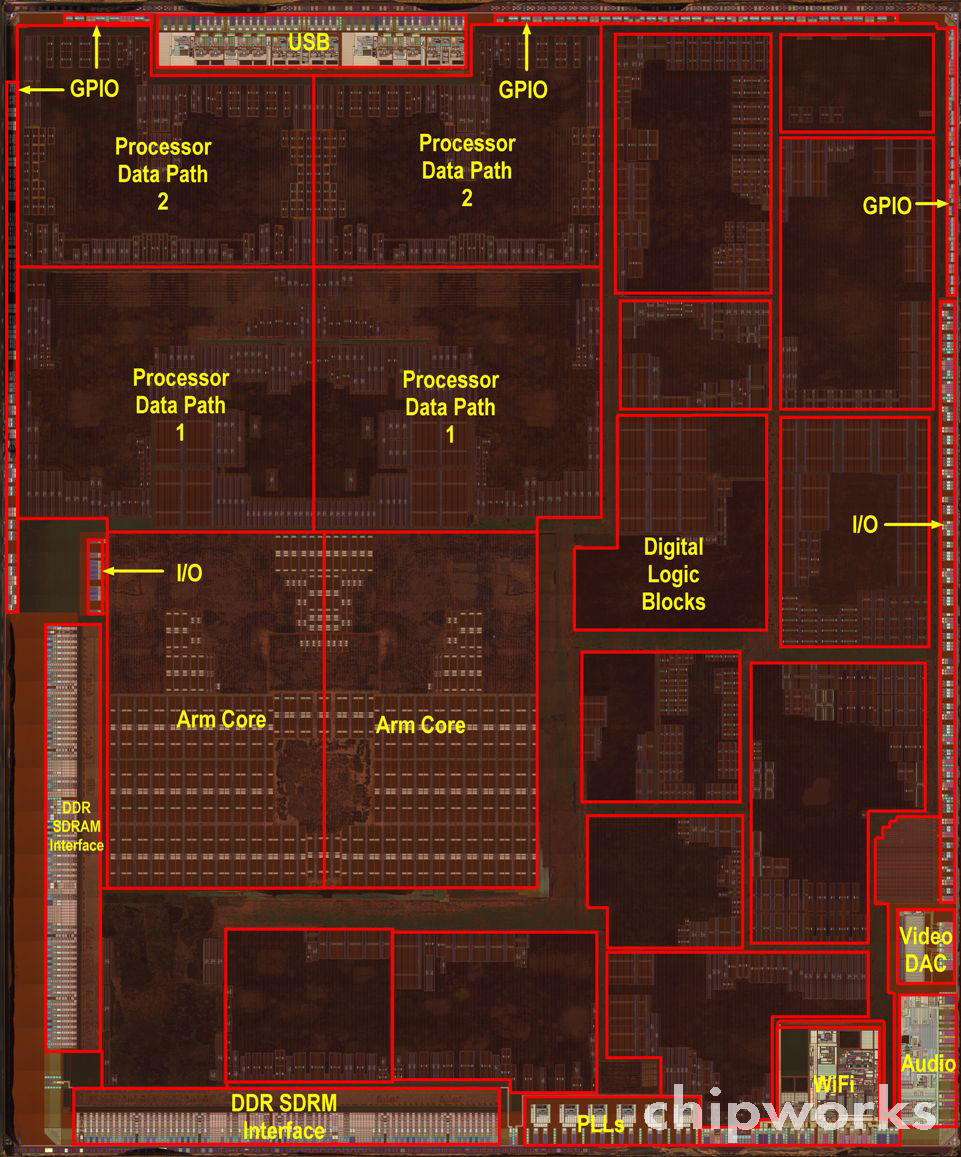 USB
GPIO
GPIO
Processor
Data Path
2
Processor
Data Path
2
GPIO
Processor
Data Path
1
Processor
Data Path
1
I/O
Digital
Logic
Blocks
I/O
Arm Core
Arm Core
DDR
SDRAM
Interface
Video
DAC
Audio
WiFi
DDR SDRM
Interface
PLLs
chipworks